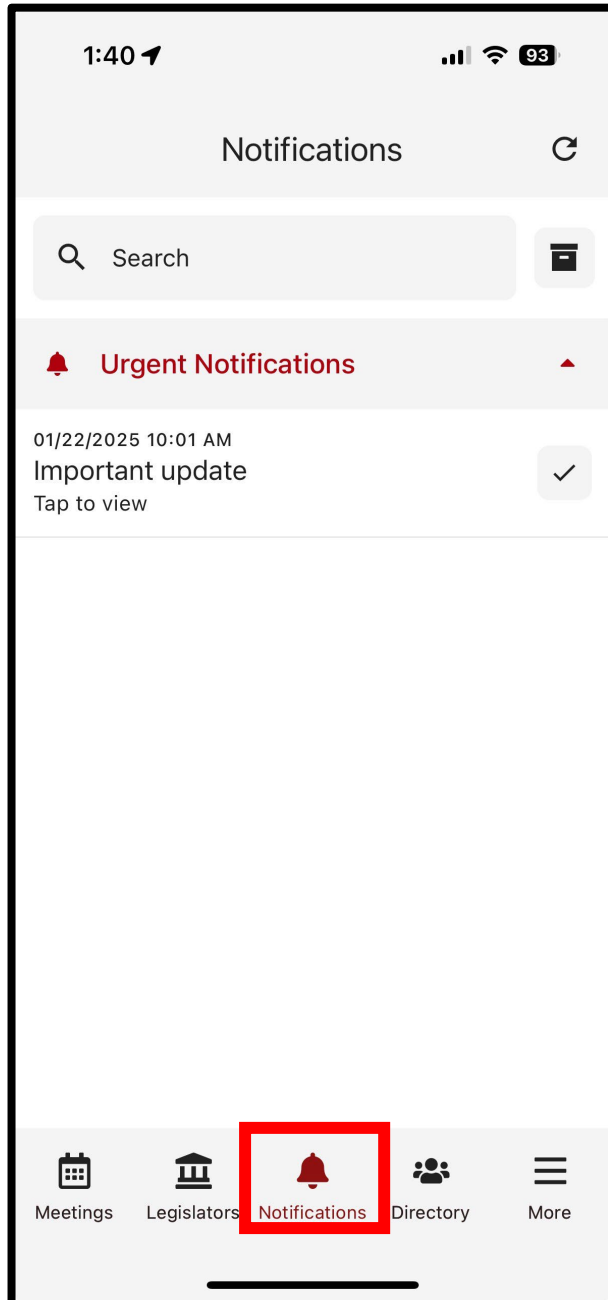 1:40
93
Notifications
Search
Urgent Notifications
01/22/2025 10:01 AM
Important update
Tap to view
Meetings Legislators Notifications Directory More